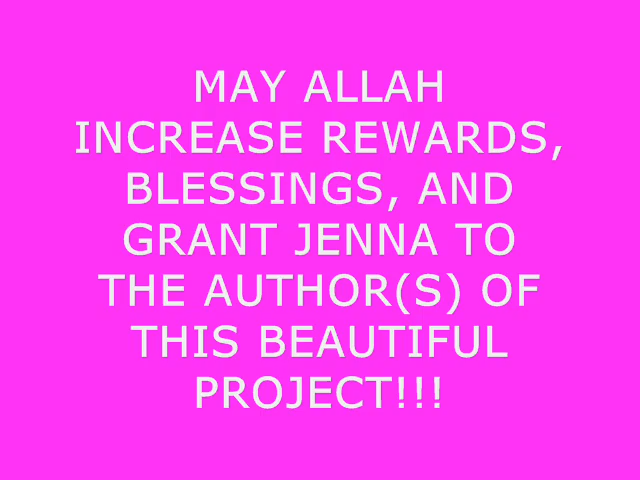 MAY ALLAH
INCREASE REWARDS,
BLESSINGS, AND
GRANT JENNA TO
THE AUTHOR(S) OF
THIS BEAUTIFUL
PROJECT!!!